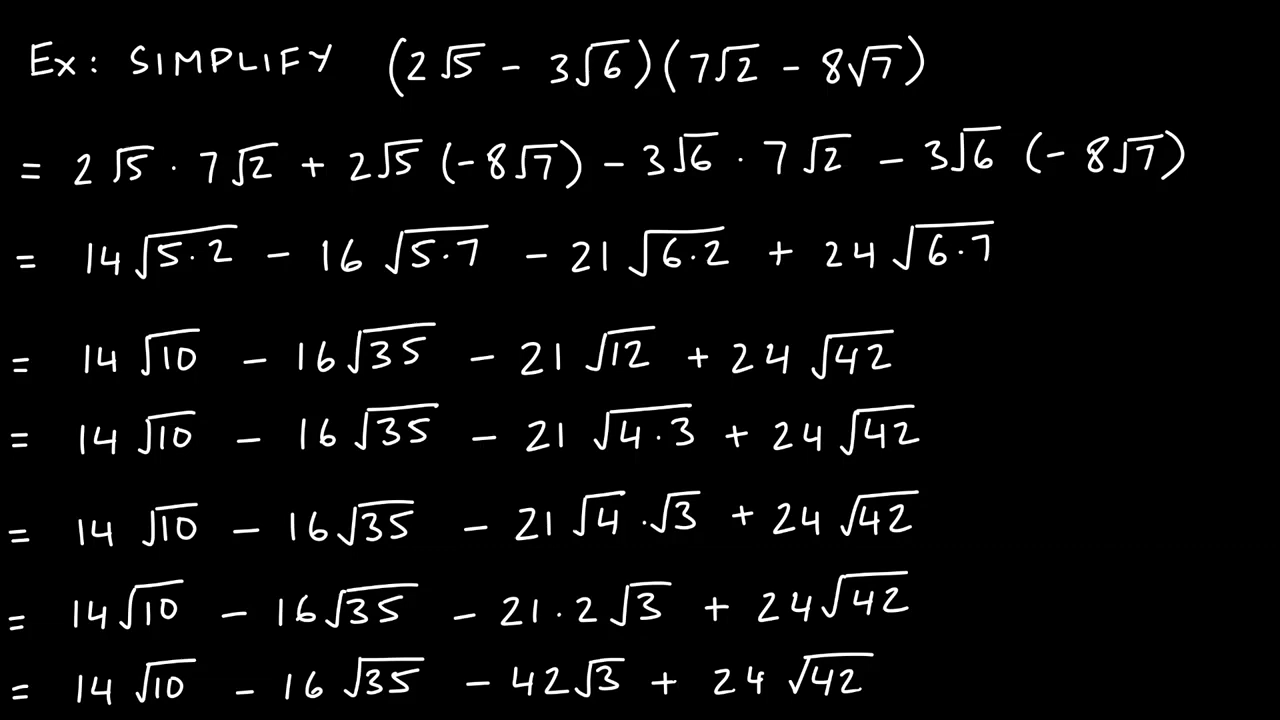 Ex: SIMPLIFY (2√5 - 3√6)(7√2 - 8√7)
= 2√5 · 7√2 + 2√5 (-8√7) - 3√6 · 7√2 - 3√6 (-8√7)
= 14√5·2 - 16√5·7 - 21√6·2 + 24√6·7
= 14√10 - 16√35 - 21√12 + 24√42
= 14√10 - 16√35 - 21√4·3 + 24√42
= 14√10 - 16√35 - 21√4·√3 + 24√42
= 14√10 - 16√35 - 21·2√3 + 24√42
= 14√10 - 16√35 - 42√3 + 24√42